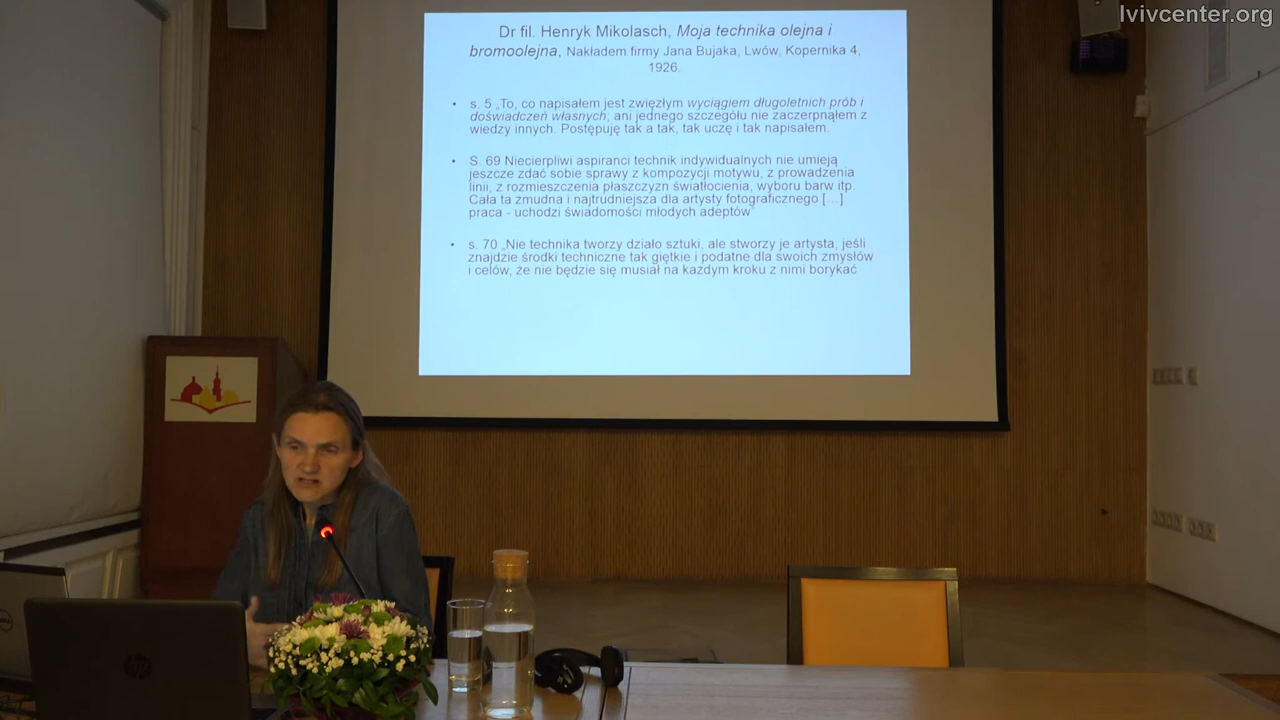 lvivcenter.org
Dr fil. Henryk Mikolasch, Moja technika olejna i
bromoolejna, Nakładem firmy Jana Bujaka, Lwów, Kopernika 4,
1926.
• s. 5 „To, co napisałem jest zwięzłym wyciągiem długoletnich prób i
doświadczeń własnych; ani jednego szczegółu nie zaczerpnąłem z
wiedzy innych. Postępuję tak a tak, tak uczę i tak napisałem.
• S. 69 Niecierpliwi aspiranci technik indywidualnych nie umieją
jeszcze zdać sobie sprawy z kompozycji motywu, z prowadzenia
linii, z rozmieszczenia płaszczyzn światłocienia, wyboru barw itp.
Cała ta żmudna i najtrudniejsza dla artysty fotograficznego [...]
praca - uchodzi świadomości młodych adeptów”
• s. 70 „Nie technika tworzy działo sztuki, ale stworzy je artysta, jeśli
znajdzie środki techniczne tak giętkie i podatne dla swoich zmysłów
i celów, że nie będzie się musiał na każdym kroku z nimi borykać
hp